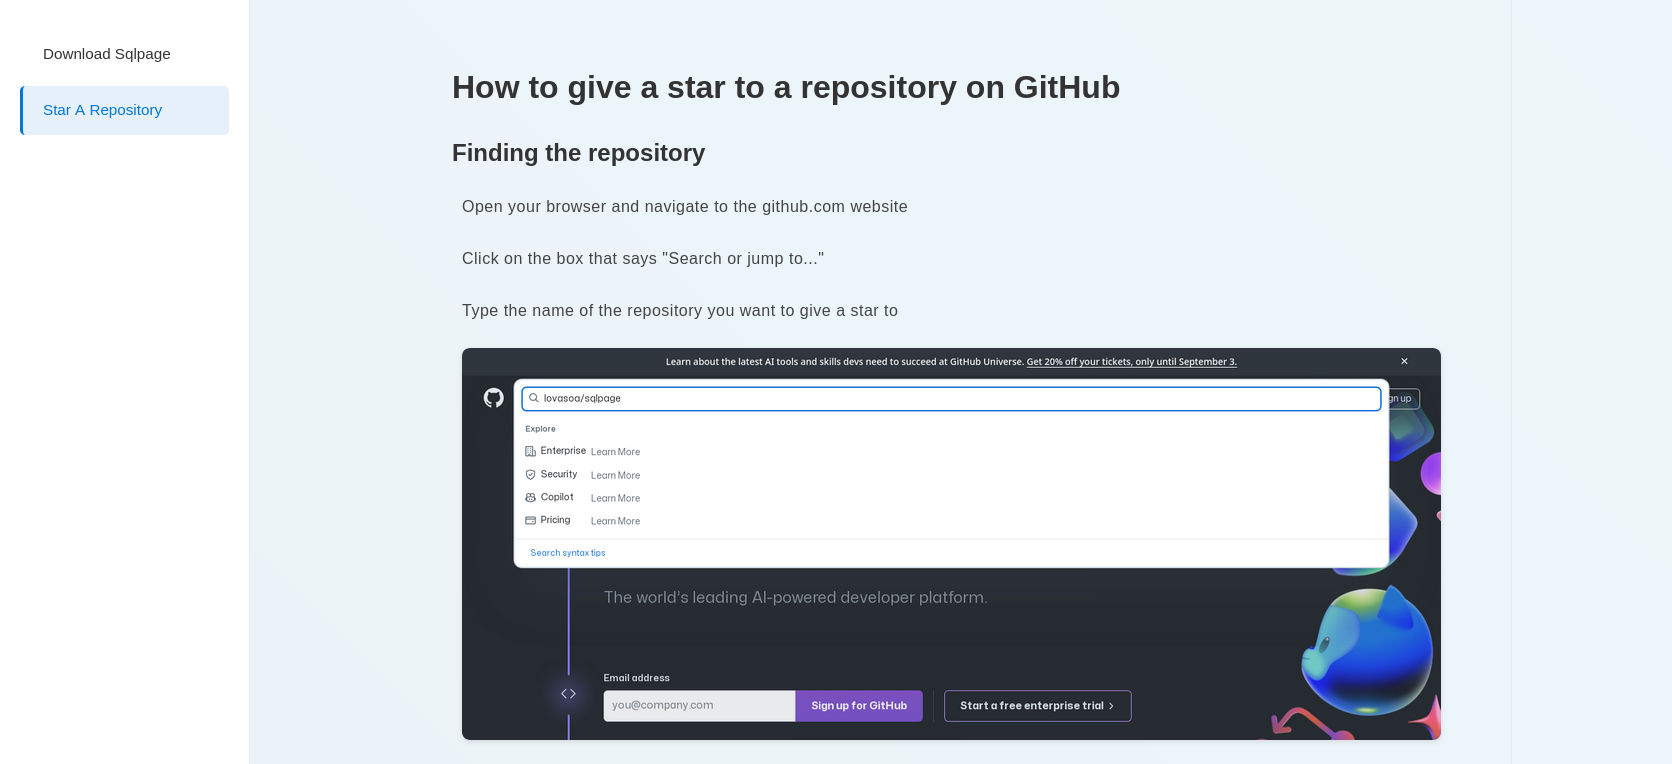 Download Sqlpage
Star A Repository
How to give a star to a repository on GitHub
Finding the repository
Open your browser and navigate to the github.com website
Click on the box that says "Search or jump to..."
Type the name of the repository you want to give a star to
Learn about the latest AI tools and skills devs need to succeed at GitHub Universe. Get 20% off your tickets, only until September 3.
lovasoa/sqlpage
gn up
Explore
Enterprise Learn More
Security Learn More
Copilot Learn More
Pricing Learn More
Search syntax tips
The world's leading AI-powered developer platform.
Email address
you@company.com
Sign up for GitHub
Start a free enterprise trial